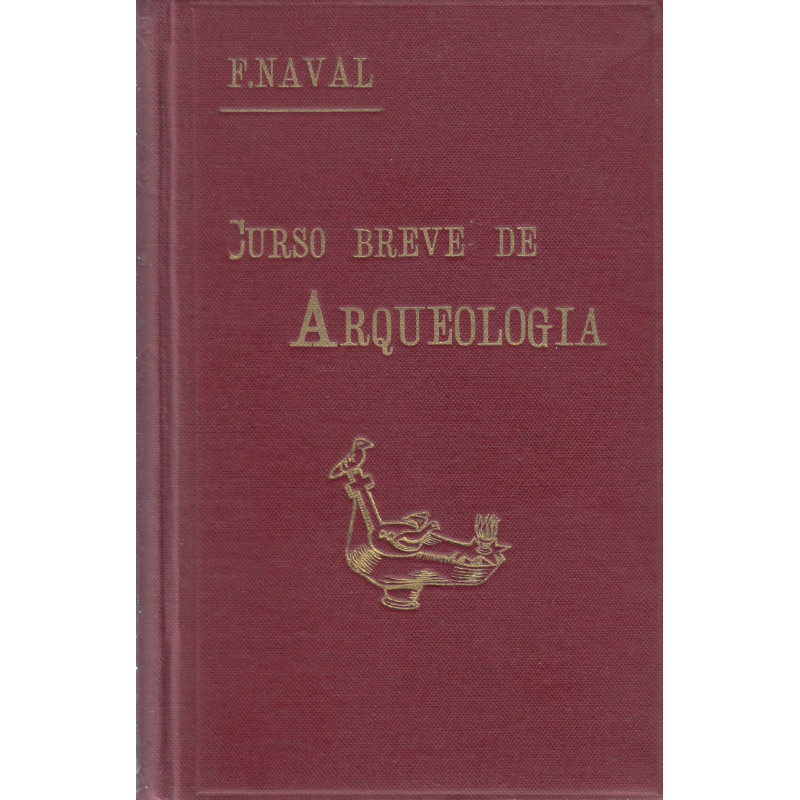 F. NAVAL
CURSO BREVE DE
ARQUEOLOGIA